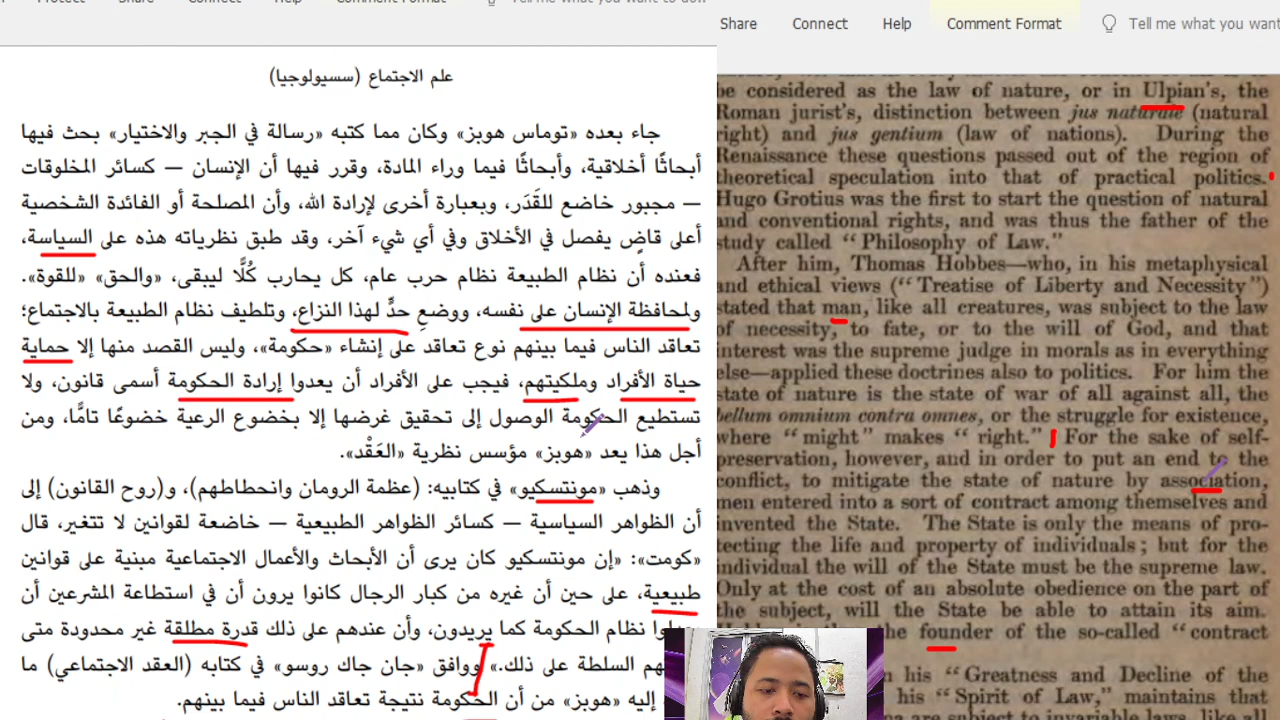 Protect
Connect
Help
Comment Format
Tell me what you want to do..
علم الاجتماع (سسيولوجيا)
جاء بعده «توماس هوبز» وكان مما كتبه «رسالة في الجبر والاختيار» بحث فيها
أبحاثًا أخلاقية، وأبحاثًا فيما وراء المادة، وقرر فيها أن الإنسان — كسائر المخلوقات
— مجبور خاضع للقَدَر، وبعبارة أخرى لإرادة الله، وأن المصلحة أو الفائدة الشخصية
أعلى قاضٍ يفصل في الأخلاق وفي أي شيء آخر، وقد طبق نظرياته هذه على السياسة،
فعنده أن نظام الطبيعة نظام حرب عام، كل يحارب كُلًّا ليبقى، «والحق» «للقوة».
ولمحافظة الإنسان على نفسه، ووضعِ حدٍّ لهذا النزاع، وتلطيف نظام الطبيعة بالاجتماع؛
تعاقد الناس فيما بينهم نوع تعاقد على إنشاء «حكومة»، وليس القصد منها إلا حماية
حياة الأفراد وملكيتهم، فيجب على الأفراد أن يعدوا إرادة الحكومة أسمى قانون، ولا
تستطيع الحكومة الوصول إلى تحقيق غرضها إلا بخضوع الرعية خضوعًا تامًّا، ومن
أجل هذا يعد «هوبز» مؤسس نظرية «العَقْد».
وذهب «مونتسكيو» في كتابيه: (عظمة الرومان وانحطاطهم)، و(روح القانون) إلى
أن الظواهر السياسية — كسائر الظواهر الطبيعية — خاضعة لقوانين لا تتغير، قال
«كومت»: «إن مونتسكيو كان يرى أن الأبحاث والأعمال الاجتماعية مبنية على قوانين
طبيعية، على حين أن غيره من كبار الرجال كانوا يرون أن في استطاعة المشرعين أن
نظام الحكومة كما يريدون، وأن عندهم على ذلك قدرة مطلقة غير محدودة متى
السلطة على ذلك.» ووافق «جان جاك روسو» في كتابه (العقد الاجتماعي) ما
إليه «هوبز» من أن الحكومة نتيجة تعاقد الناس فيما بينهم.
Share
Connect
Help
Comment Format
Tell me what you want
be considered as the law of nature, or in Ulpian's, the
Roman jurist's, distinction between jus naturale (natural
right) and jus gentium (law of nations). During the
Renaissance these questions passed out of the region of
theoretical speculation into that of practical politics.
Hugo Grotius was the first to start the question of natural
and conventional rights, and was thus the father of the
study called "Philosophy of Law."
After him, Thomas Hobbes—who, in his metaphysical
and ethical views ("Treatise of Liberty and Necessity")
stated that man, like all creatures, was subject to the law
of necessity, to fate, or to the will of God, and that
interest was the supreme judge in morals as in everything
else—applied these doctrines also to politics. For him the
state of nature is the state of war of all against all, the
bellum omnium contra omnes, or the struggle for existence,
where "might" makes "right." For the sake of self-
preservation, however, and in order to put an end to the
conflict, to mitigate the state of nature by association,
men entered into a sort of contract among themselves and
invented the State. The State is only the means of pro-
tecting the life and property of individuals; but for the
individual the will of the State must be the supreme law.
Only at the cost of an absolute obedience on the part of
the subject, will the State be able to attain its aim.
the founder of the so-called "contract
his "Greatness and Decline of the
his "Spirit of Law," maintains that
are subject to invariable laws like all